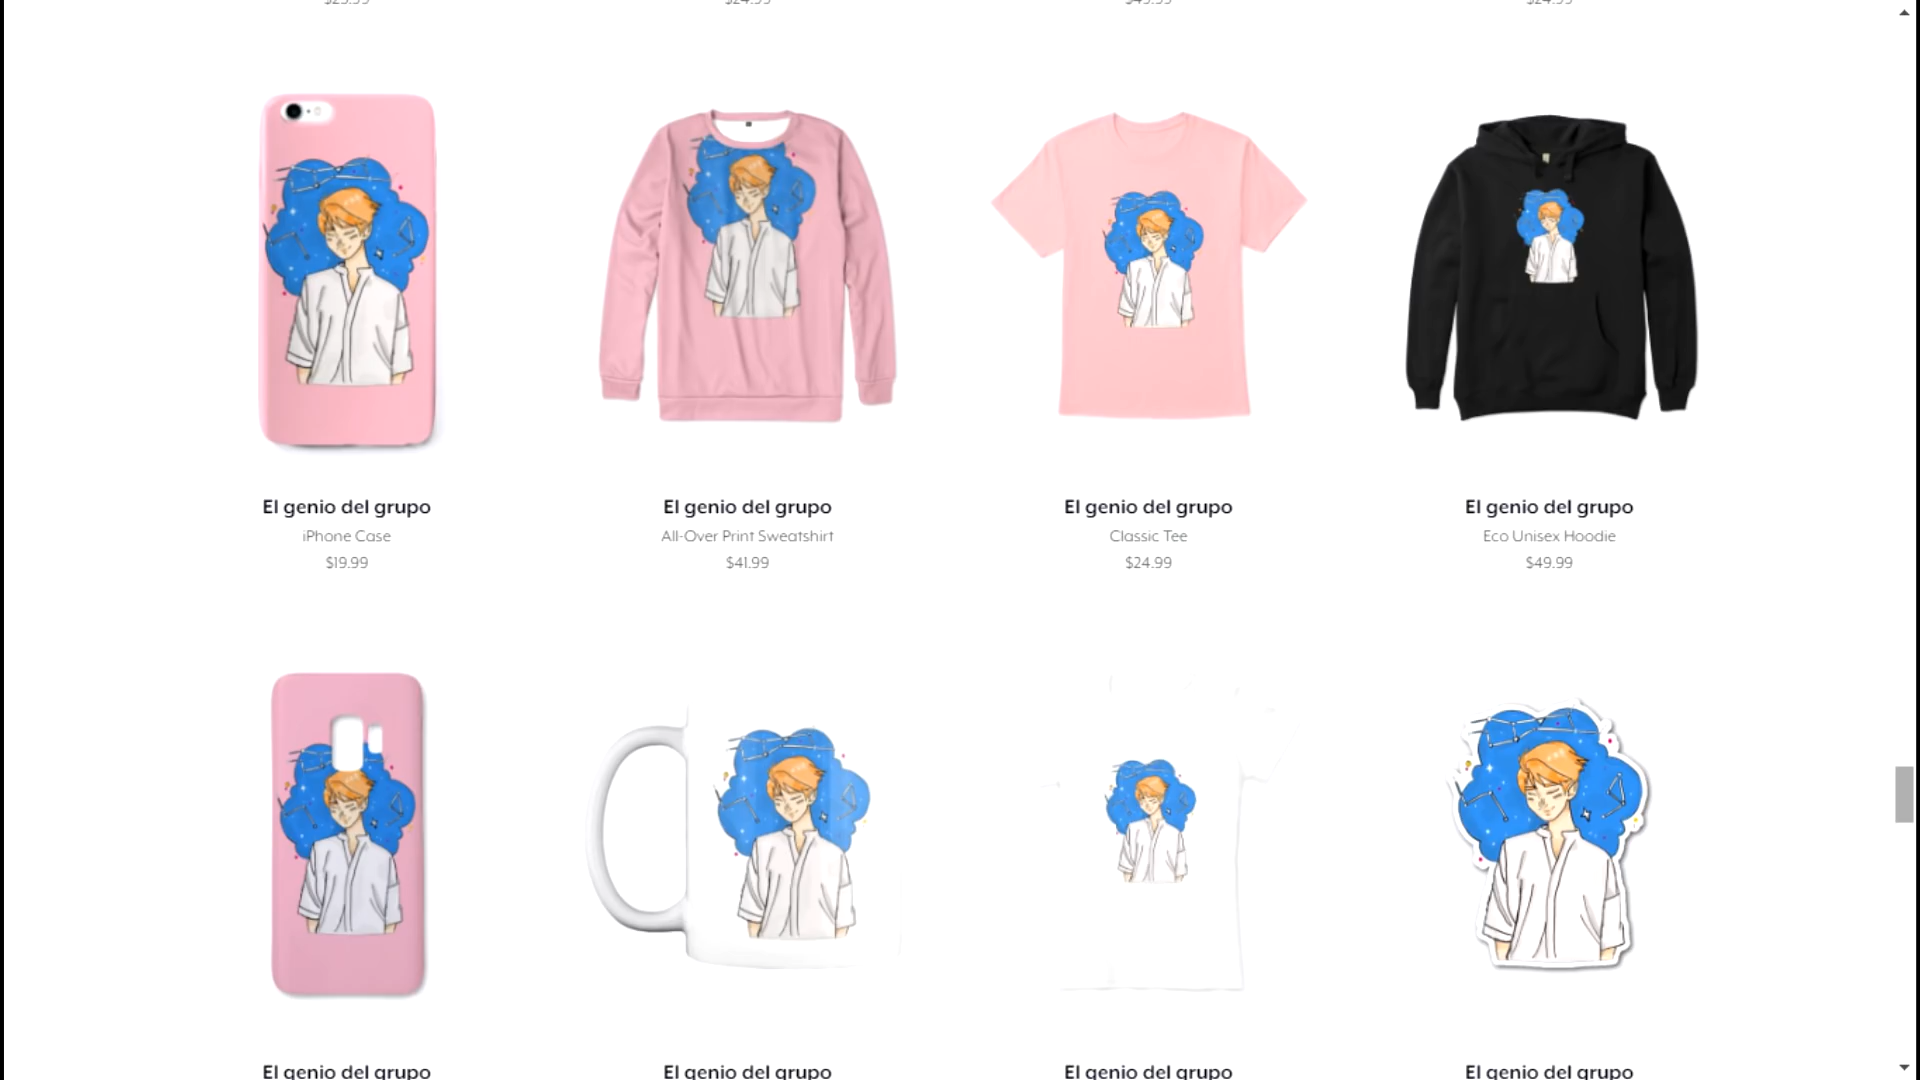 El genio del grupo
iPhone Case
$19.99
El genio del grupo
All-Over Print Sweatshirt
$41.99
El genio del grupo
Classic Tee
$24.99
El genio del grupo
Eco Unisex Hoodie
$49.99
El genio del grupo
El genio del grupo
El genio del grupo
El genio del grupo